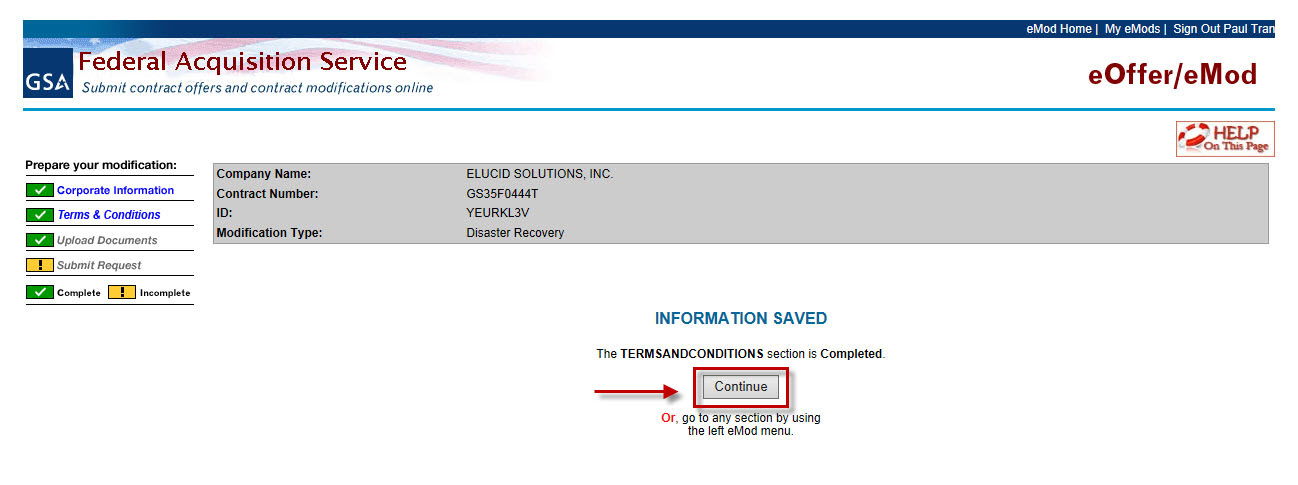 eMod Home | My eMods | Sign Out Paul Tran
GSA
Federal Acquisition Service
Submit contract offers and contract modifications online
eOffer/eMod
HELP
On This Page
Prepare your modification:
Corporate Information
Terms & Conditions
Upload Documents
! Submit Request
Complete ! Incomplete
Company Name: ELUCID SOLUTIONS, INC.
Contract Number: GS35F0444T
ID: YEURKL3V
Modification Type: Disaster Recovery
INFORMATION SAVED
The TERMSANDCONDITIONS section is Completed.
Continue
Or, go to any section by using
the left eMod menu.